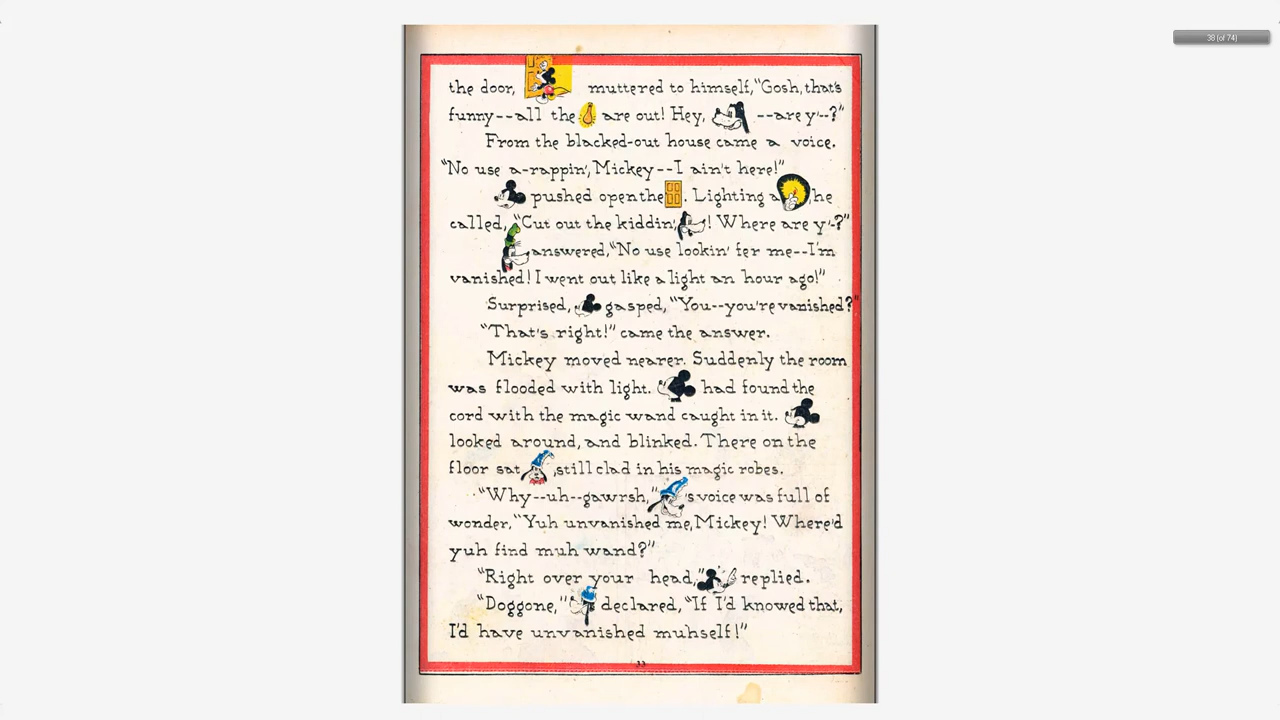 38 (of 74)
the door, muttered to himself, "Gosh, that's
funny--all the are out! Hey, --are y'--?"
From the blacked-out house came a voice.
"No use a-rappin', Mickey--I ain't here!"
pushed open the . Lighting a , he
called, "Cut out the kiddin', ! Where are y'-?"
answered, "No use lookin' fer me--I'm
vanished! I went out like a light an hour ago!"
Surprised, gasped, "You--you're vanished?"
"That's right!" came the answer.
Mickey moved nearer. Suddenly the room
was flooded with light. had found the
cord with the magic wand caught in it.
looked around, and blinked. There on the
floor sat , still clad in his magic robes.
"Why--uh--gawrsh," 's voice was full of
wonder, "Yuh unvanished me, Mickey! Where'd
yuh find muh wand?"
"Right over your head," replied.
"Doggone," declared, "If I'd knowed that,
I'd have unvanished muhself!"
33